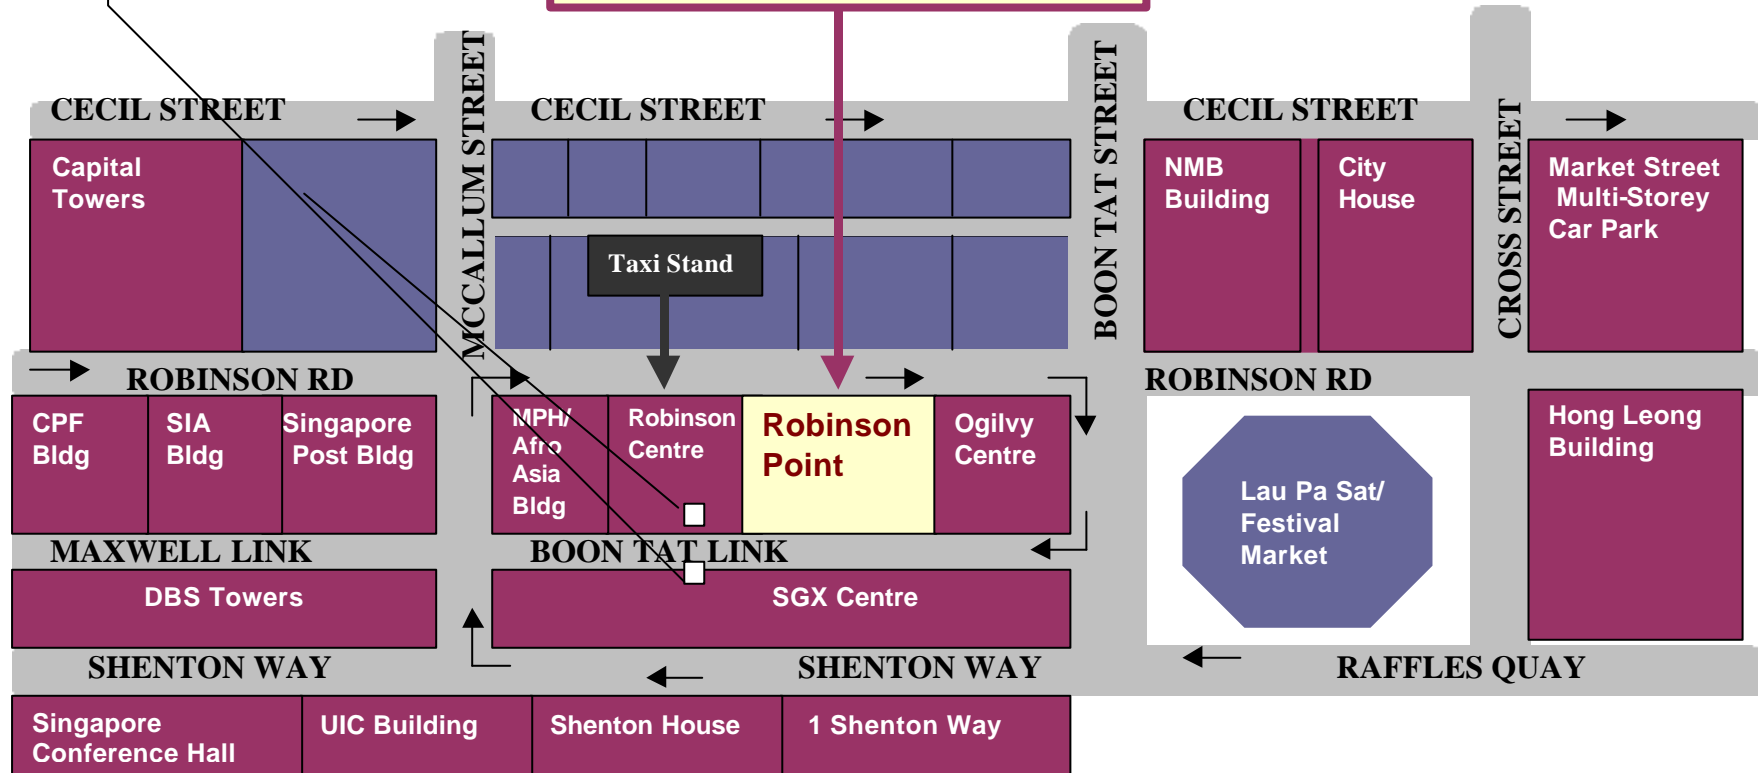 CECIL STREET
CECIL STREET
CECIL STREET
MCCALLUM STREET
BOON TAT STREET
CROSS STREET
Capital
Towers
Taxi Stand
NMB
Building
City
House
Market Street
Multi-Storey
Car Park
ROBINSON RD
ROBINSON RD
CPF
Bldg
SIA
Bldg
Singapore
Post Bldg
MPH/
Afro
Asia
Bldg
Robinson
Centre
Robinson
Point
Ogilvy
Centre
Lau Pa Sat/
Festival
Market
Hong Leong
Building
MAXWELL LINK
BOON TAT LINK
DBS Towers
SGX Centre
SHENTON WAY
SHENTON WAY
RAFFLES QUAY
Singapore
Conference Hall
UIC Building
Shenton House
1 Shenton Way